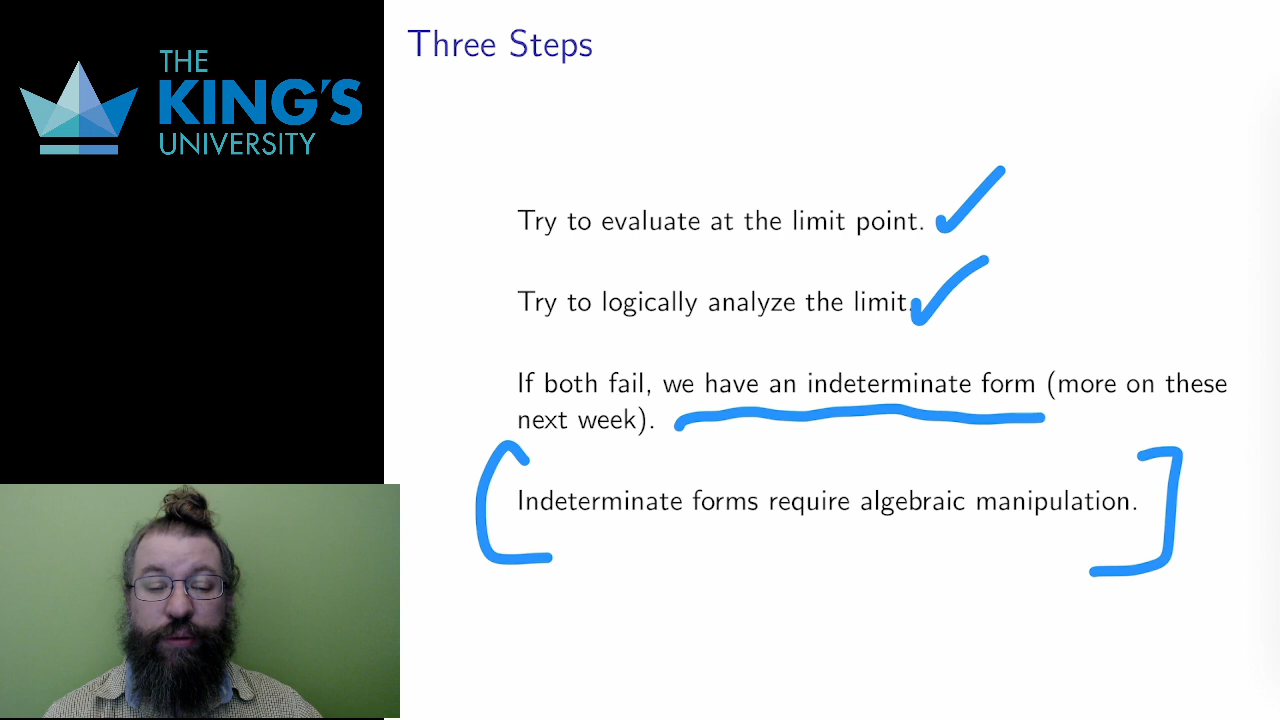 THE
KING'S
UNIVERSITY
Three Steps
Try to evaluate at the limit point.
Try to logically analyze the limit.
If both fail, we have an indeterminate form (more on these
next week).
Indeterminate forms require algebraic manipulation.